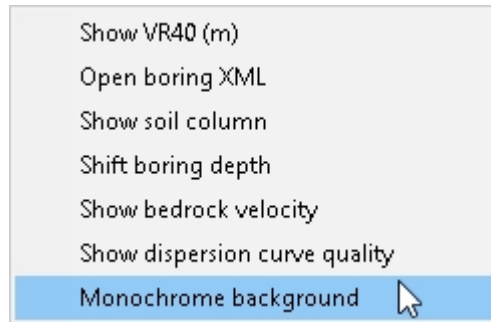 Show VR40 (m)
Open boring XML
Show soil column
Shift boring depth
Show bedrock velocity
Show dispersion curve quality
Monochrome background